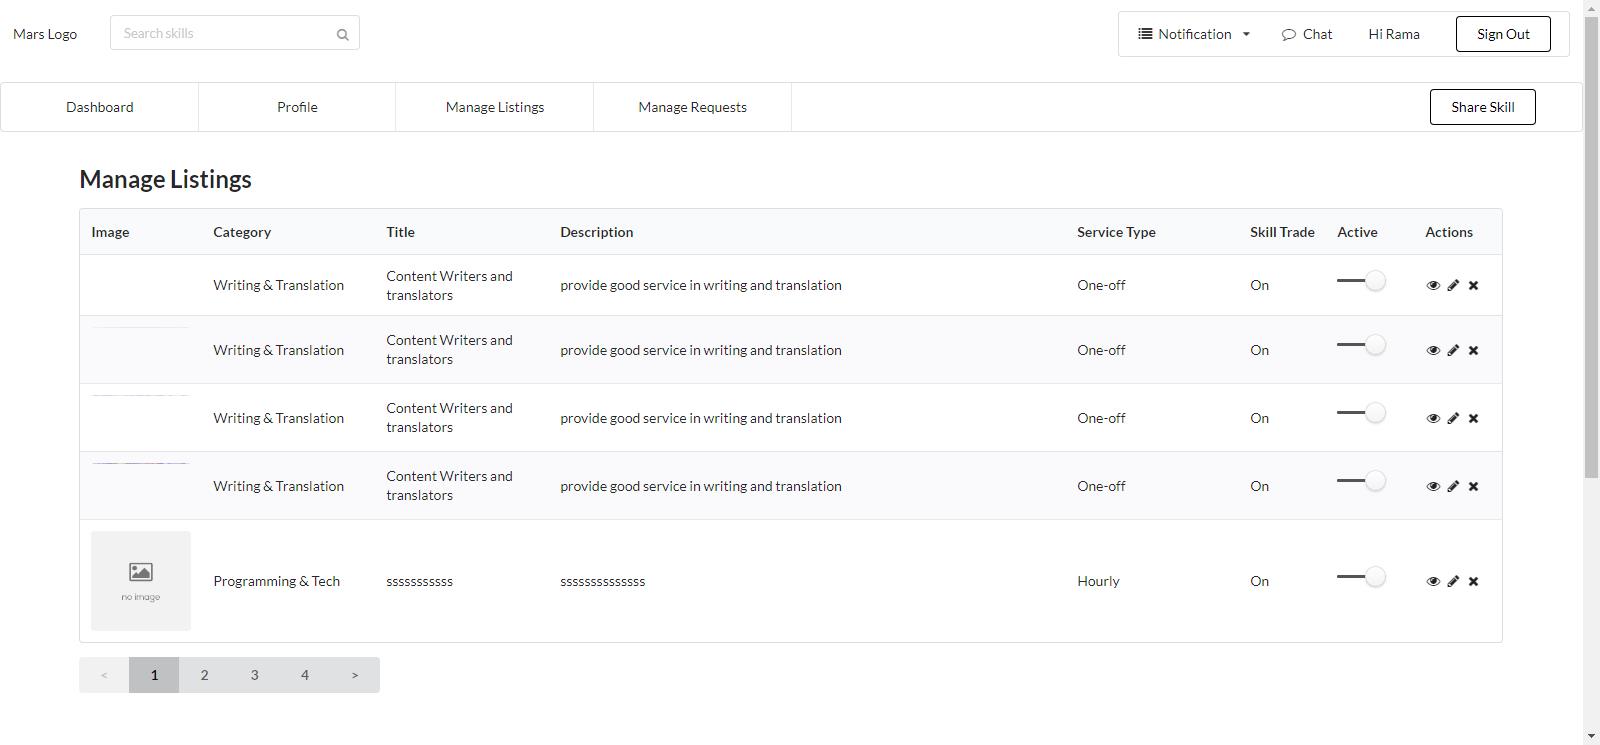 Mars Logo
Search skills
Notification
Chat
Hi Rama
Sign Out
Dashboard
Profile
Manage Listings
Manage Requests
Share Skill
Manage Listings
Image Category Title Description Service Type Skill Trade Active Actions
Writing & Translation Content Writers and translators provide good service in writing and translation One-off On
Writing & Translation Content Writers and translators provide good service in writing and translation One-off On
Writing & Translation Content Writers and translators provide good service in writing and translation One-off On
Writing & Translation Content Writers and translators provide good service in writing and translation One-off On
no image Programming & Tech sssssssssss ssssssssssssss Hourly On
< 1 2 3 4 >